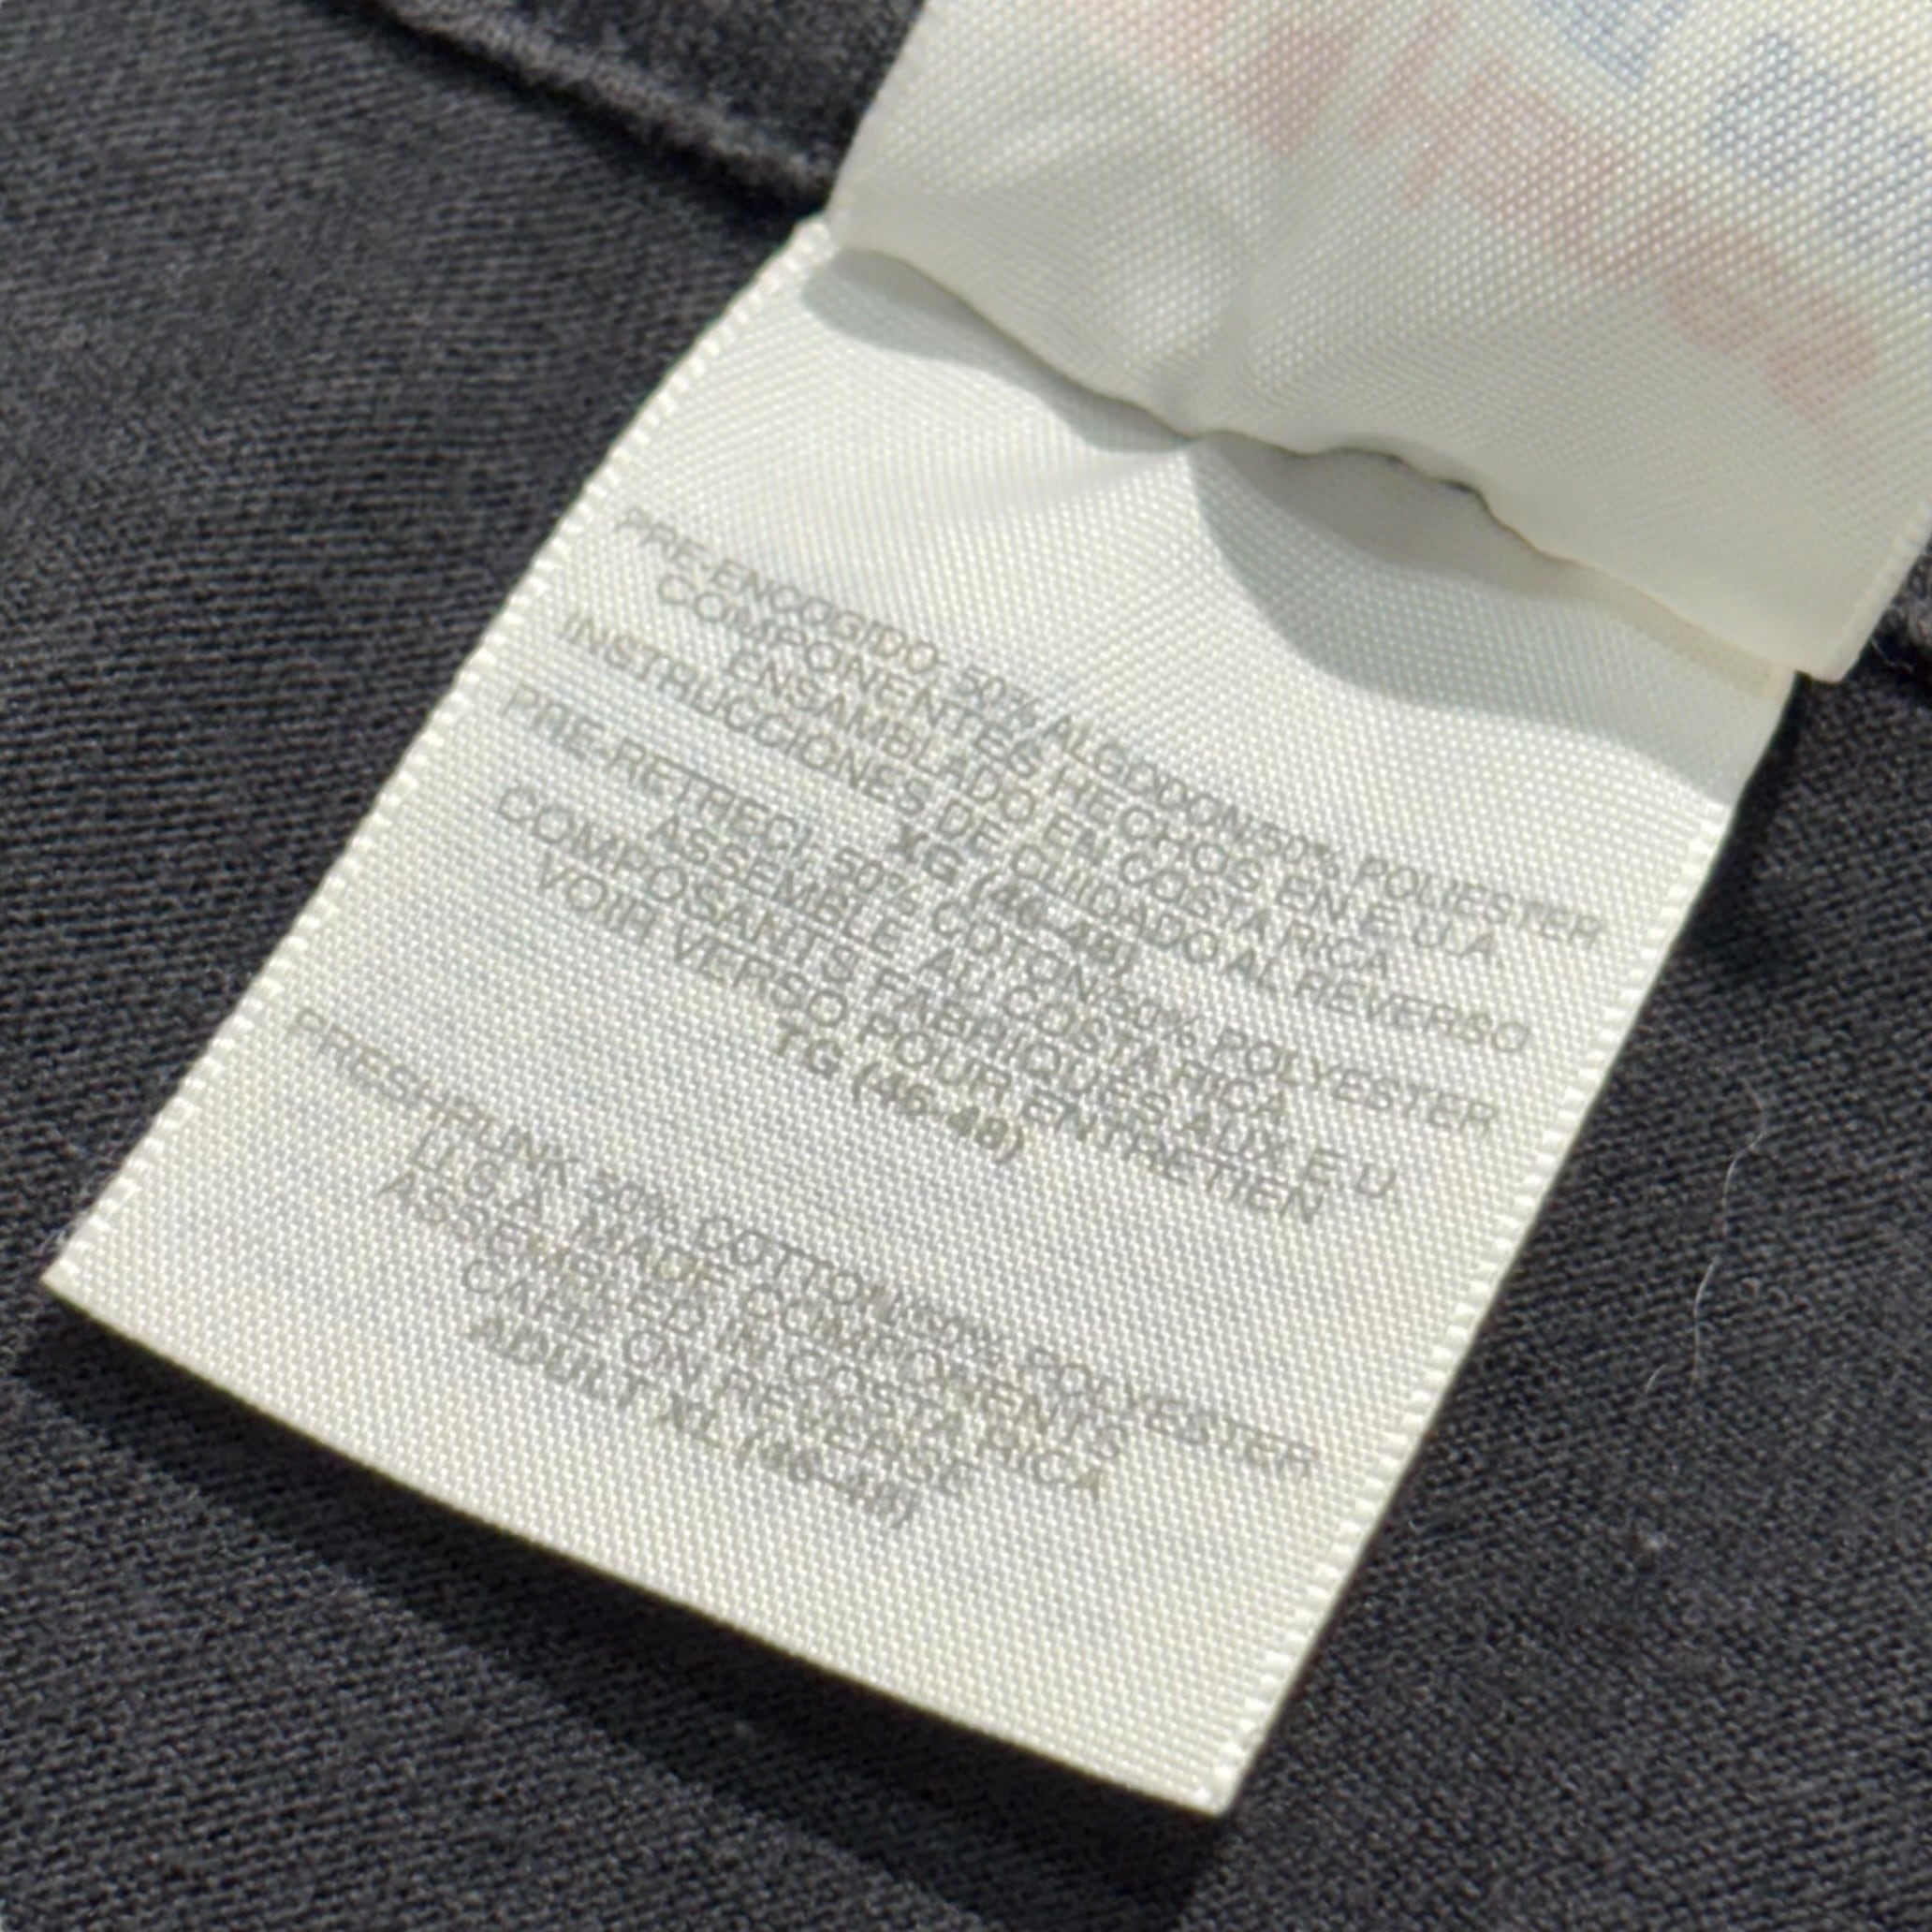 PRE-ENCOGIDO 50% ALGODON/50% POLIESTER
COMPONENTES HECHOS EN E.U.A.
ENSAMBLADO EN COSTA RICA
INSTRUCCIONES DE CUIDADO AL REVERSO
XG (46-48)
PRE-RETRECI 50% COTON/50% POLYESTER
ASSEMBLE AU COSTA RICA
COMPOSANTS FABRIQUES AUX E.U.
VOIR VERSO POUR ENTRETIEN
TG (46-48)
PRESHRUNK 50% COTTON/50% POLYESTER
U.S.A. MADE COMPONENTS
ASSEMBLED IN COSTA RICA
CARE ON REVERSE
ADULT XL (46-48)